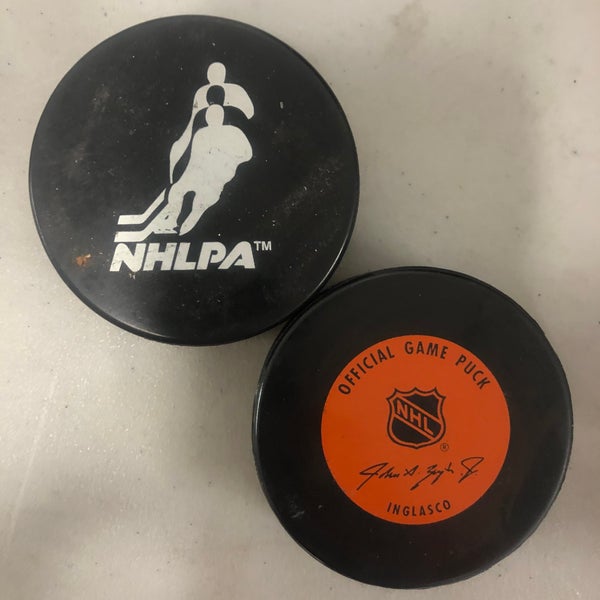 NHLPA™
OFFICIAL GAME PUCK
NHL
®
INGLASCO